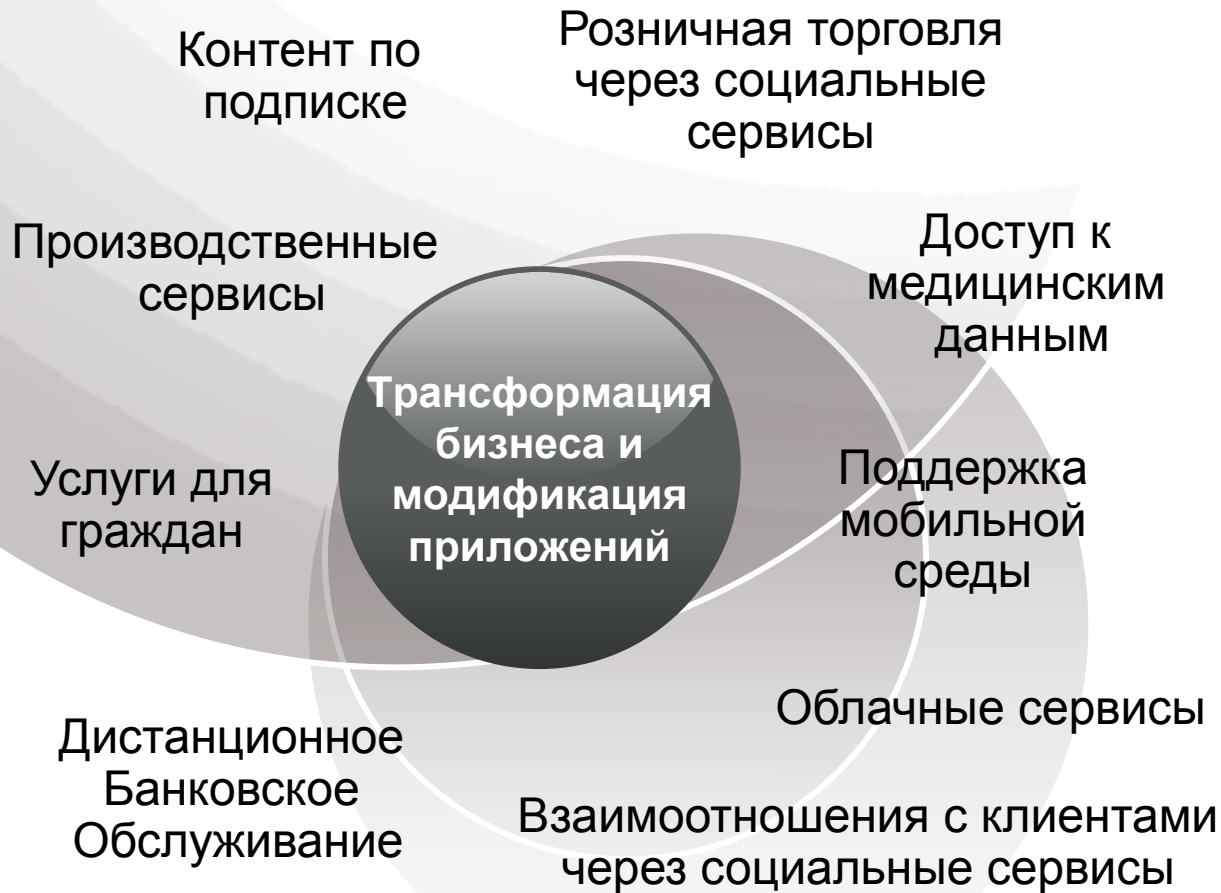 Контент по
подписке
Розничная торговля
через социальные
сервисы
Производственные
сервисы
Доступ к
медицинским
данным
Трансформация
бизнеса и
модификация
приложений
Услуги для
граждан
Поддержка
мобильной
среды
Дистанционное
Банковское
Обслуживание
Облачные сервисы
Взаимоотношения с клиентами
через социальные сервисы